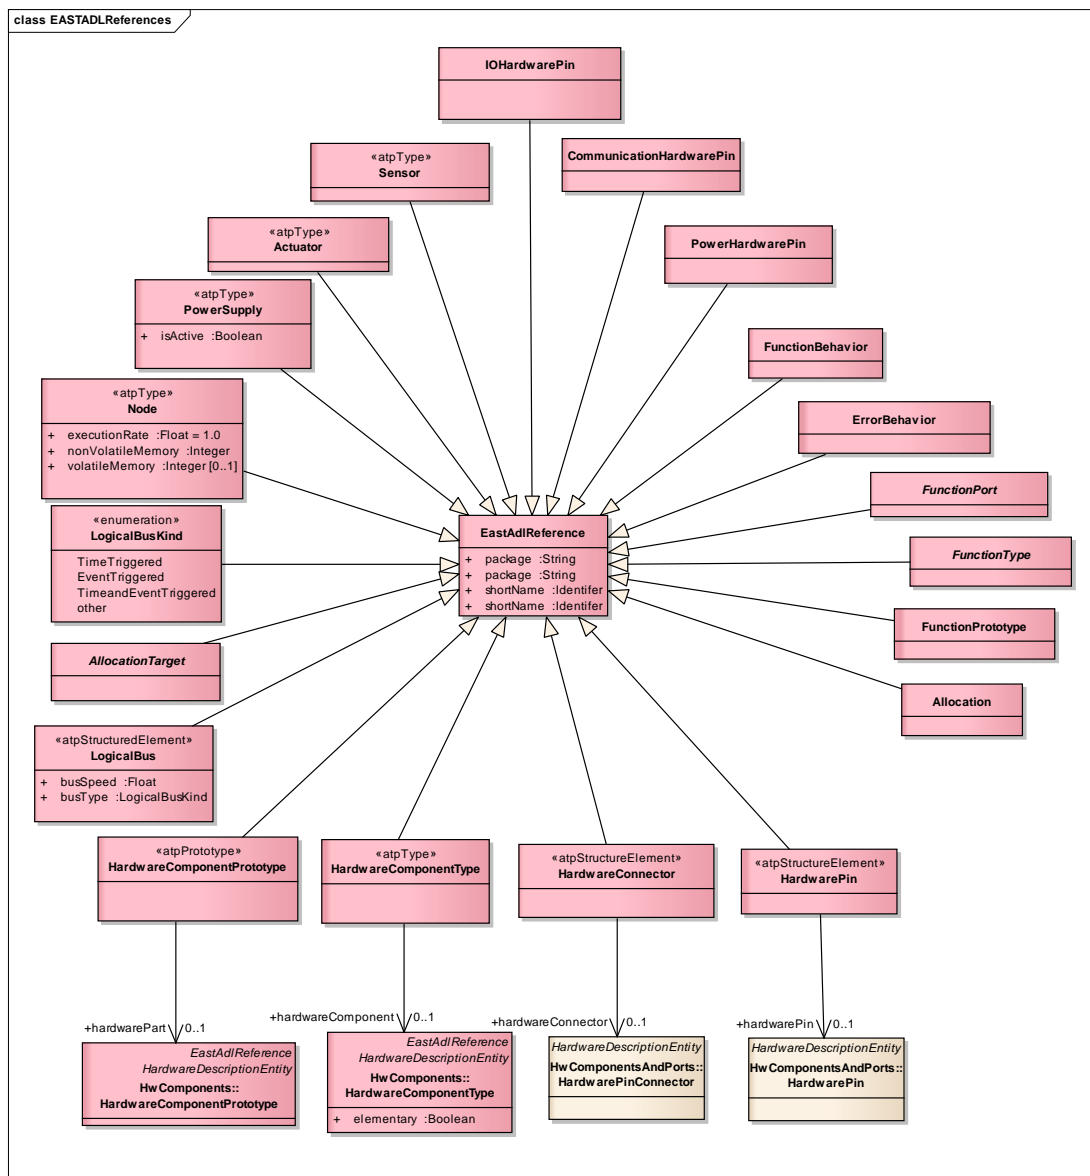 class EASTADLReferences
IOHardwarePin
CommunicationHardwarePin
«atpType»
Sensor
«atpType»
Actuator
PowerHardwarePin
«atpType»
PowerSupply
+ isActive :Boolean
FunctionBehavior
«atpType»
Node
+ executionRate :Float = 1.0
+ nonVolatileMemory :Integer
+ volatileMemory :Integer [0..1]
ErrorBehavior
FunctionPort
«enumeration»
LogicalBusKind
TimeTriggered
EventTriggered
TimeandEventTriggered
other
EastAdlReference
+ package :String
+ package :String
+ shortName :Identifer
+ shortName :Identifer
FunctionType
FunctionPrototype
AllocationTarget
Allocation
«atpStructuredElement»
LogicalBus
+ busSpeed :Float
+ busType :LogicalBusKind
«atpPrototype»
HardwareComponentPrototype
«atpType»
HardwareComponentType
«atpStructureElement»
HardwareConnector
«atpStructureElement»
HardwarePin
+hardwarePart 0..1
+hardwareComponent 0..1
+hardwareConnector 0..1
+hardwarePin 0..1
EastAdlReference
HardwareDescriptionEntity
HwComponents::
HardwareComponentPrototype
EastAdlReference
HardwareDescriptionEntity
HwComponents::
HardwareComponentType
+ elementary :Boolean
HardwareDescriptionEntity
HwComponentsAndPorts::
HardwarePinConnector
HardwareDescriptionEntity
HwComponentsAndPorts::
HardwarePin